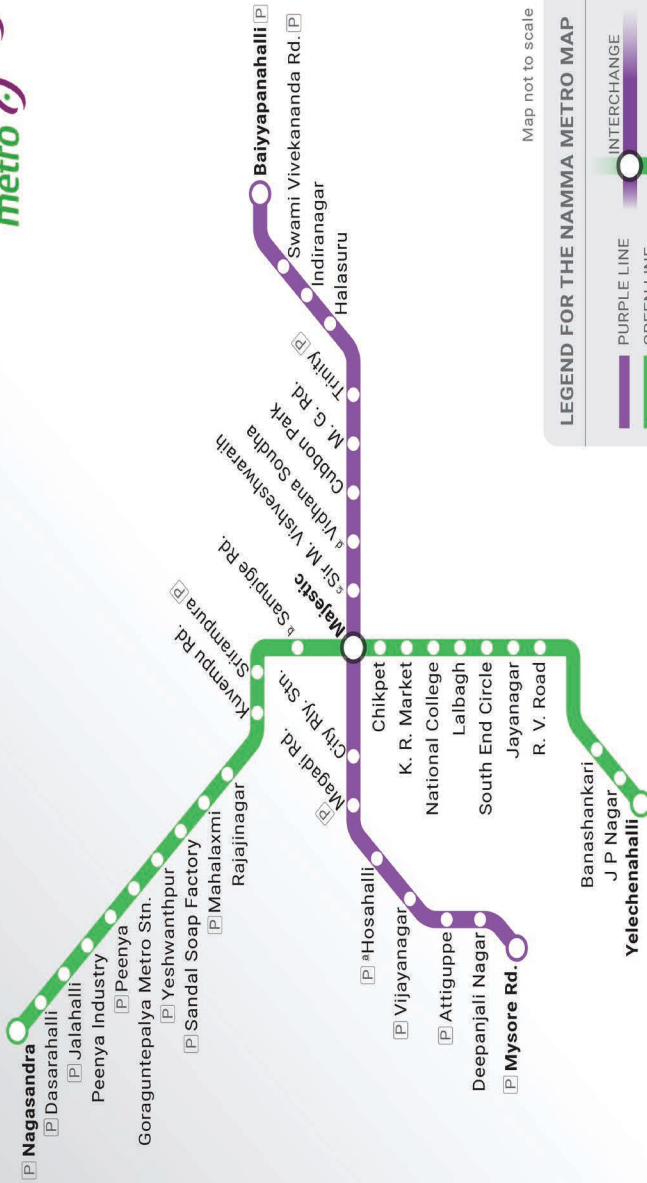 metro
Nagasandra
P
Dasarahalli
P
Jalahalli
P
Peenya Industry
Peenya
P
Goraguntepalya Metro Stn.
Yeshwanthpur
P
Sandal Soap Factory
P
Mahalaxmi
P
Rajajinagar
Kuvempu Rd.
Srirampura
P
Sampige Rd.
Majestic
Chikpet
K. R. Market
National College
Lalbagh
South End Circle
Jayanagar
R. V. Road
Banashankari
J P Nagar
Yelechenahalli
P
Mysore Rd.
Deepanjali Nagar
P
Attiguppe
P
Vijayanagar
P
Hosahalli
P
Magadi Rd.
City Rly. Stn.
Sir M. Vishveshwaraih
Vidhana Soudha
Cubbon Park
M. G. Rd.
Trinity
P
Halasuru
Indiranagar
Swami Vivekananda Rd.
P
Baiyyapanahalli
P
Map not to scale
LEGEND FOR THE NAMMA METRO MAP
PURPLE LINE
INTERCHANGE